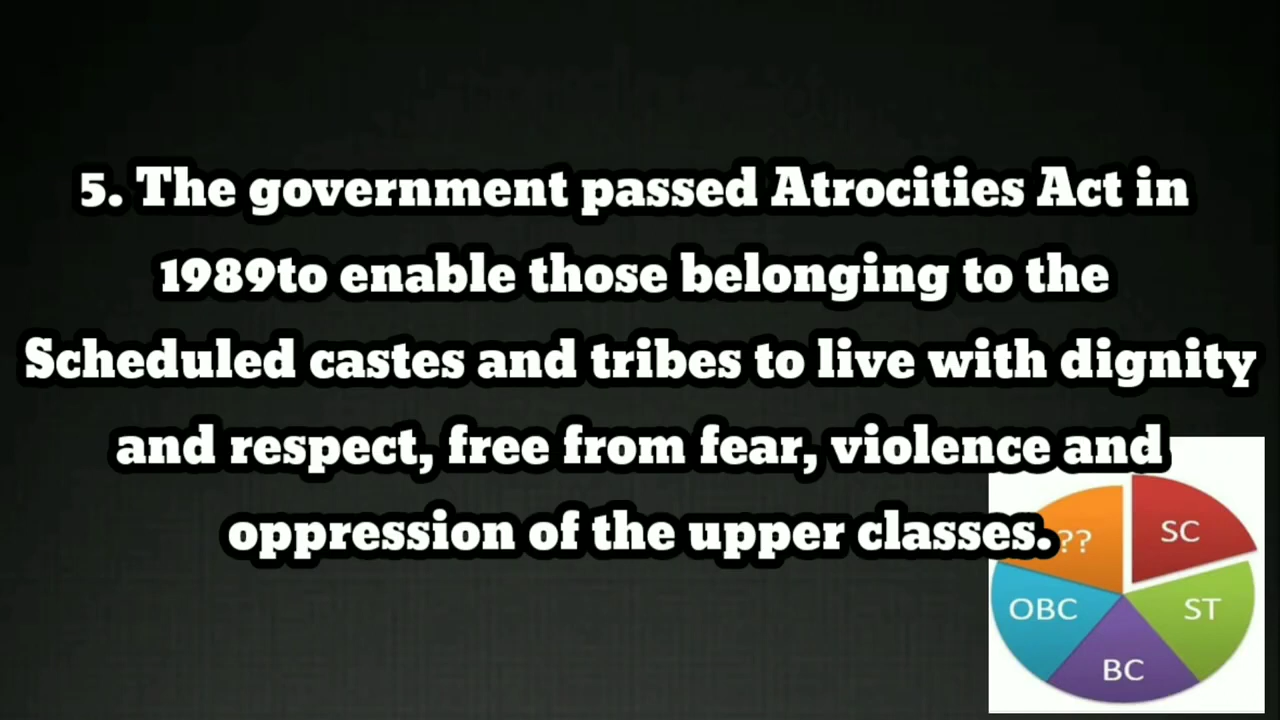 5. The government passed Atrocities Act in
1989to enable those belonging to the
Scheduled castes and tribes to live with dignity
and respect, free from fear, violence and
oppression of the upper classes.
??
SC
OBC
ST
BC